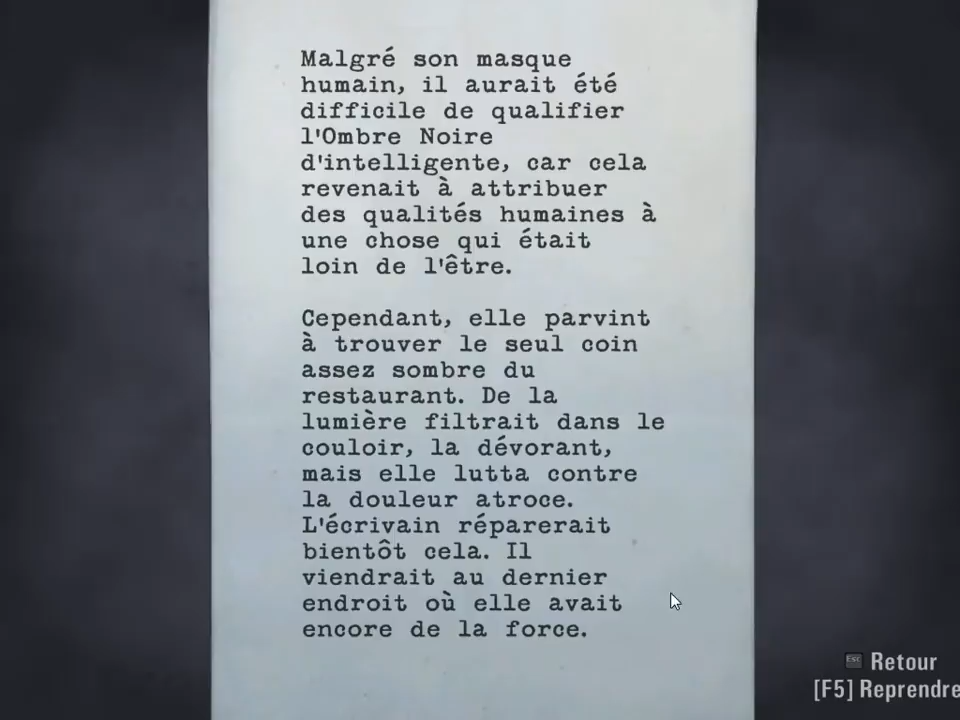 Malgré son masque
humain, il aurait été
difficile de qualifier
l'Ombre Noire
d'intelligente, car cela
revenait à attribuer
des qualités humaines à
une chose qui était
loin de l'être.
Cependant, elle parvint
à trouver le seul coin
assez sombre du
restaurant. De la
lumière filtrait dans le
couloir, la dévorant,
mais elle lutta contre
la douleur atroce.
L'écrivain réparerait
bientôt cela. Il
viendrait au dernier
endroit où elle avait
encore de la force.
Esc Retour
[F5] Reprendre